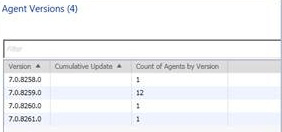 Agent Versions (4)
Filter
Version Cumulative Update Count of Agents by Version
7.0.8258.0 1
7.0.8259.0 12
7.0.8260.0 1
7.0.8261.0 1